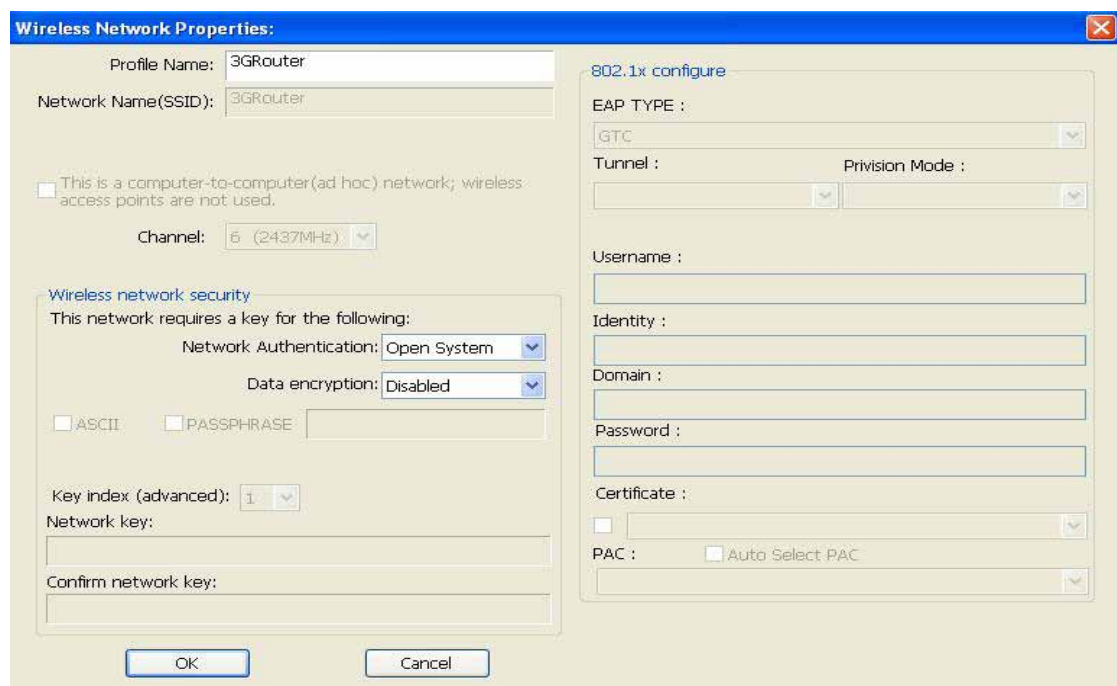 Wireless Network Properties:
Profile Name: 3GRouter
Network Name(SSID): 3GRouter
This is a computer-to-computer(ad hoc) network; wireless
access points are not used.
Channel: 6 (2437MHz)
Wireless network security
This network requires a key for the following:
Network Authentication: Open System
Data encryption: Disabled
ASCII PASSPHRASE
Key index (advanced): 1
Network key:
Confirm network key:
OK Cancel
802.1x configure
EAP TYPE :
GTC
Tunnel : Privision Mode :
Username :
Identity :
Domain :
Password :
Certificate :
PAC : Auto Select PAC